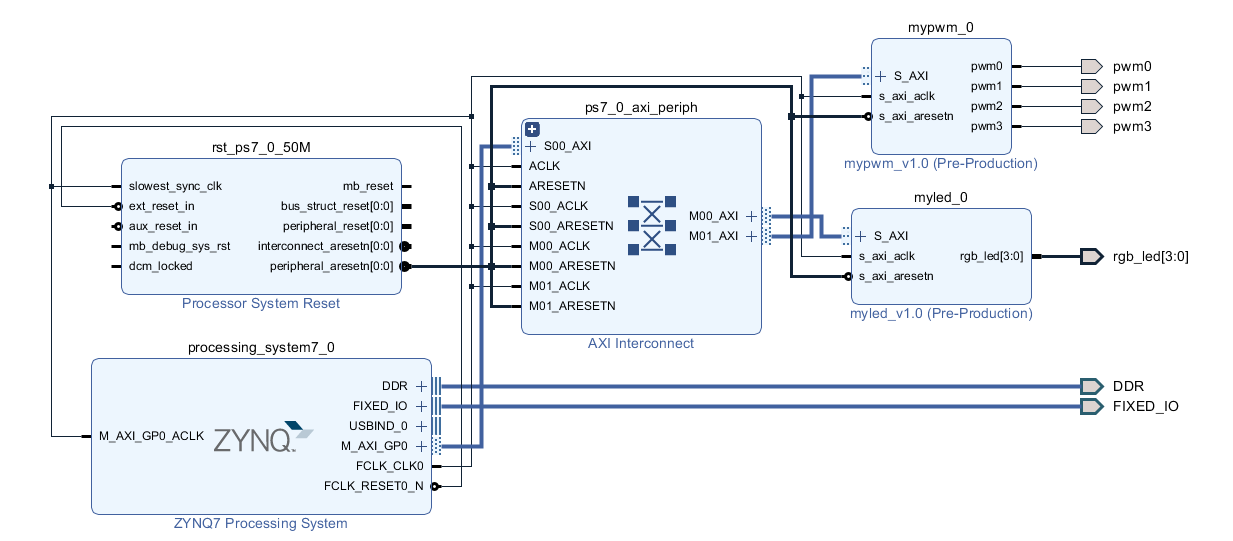 mypwm_0
S_AXI
s_axi_aclk
s_axi_aresetn
pwm0
pwm1
pwm2
pwm3
mypwm_v1.0 (Pre-Production)
pwm0
pwm1
pwm2
pwm3
ps7_0_axi_periph
S00_AXI
ACLK
ARESETN
S00_ACLK
S00_ARESETN
M00_ACLK
M00_ARESETN
M01_ACLK
M01_ARESETN
M00_AXI
M01_AXI
AXI Interconnect
rst_ps7_0_50M
slowest_sync_clk
ext_reset_in
aux_reset_in
mb_debug_sys_rst
dcm_locked
mb_reset
bus_struct_reset[0:0]
peripheral_reset[0:0]
interconnect_aresetn[0:0]
peripheral_aresetn[0:0]
Processor System Reset
myled_0
S_AXI
s_axi_aclk
s_axi_aresetn
rgb_led[3:0]
myled_v1.0 (Pre-Production)
rgb_led[3:0]
processing_system7_0
M_AXI_GP0_ACLK
ZYNQ
DDR
FIXED_IO
USBIND_0
M_AXI_GP0
FCLK_CLK0
FCLK_RESET0_N
ZYNQ7 Processing System
DDR
FIXED_IO